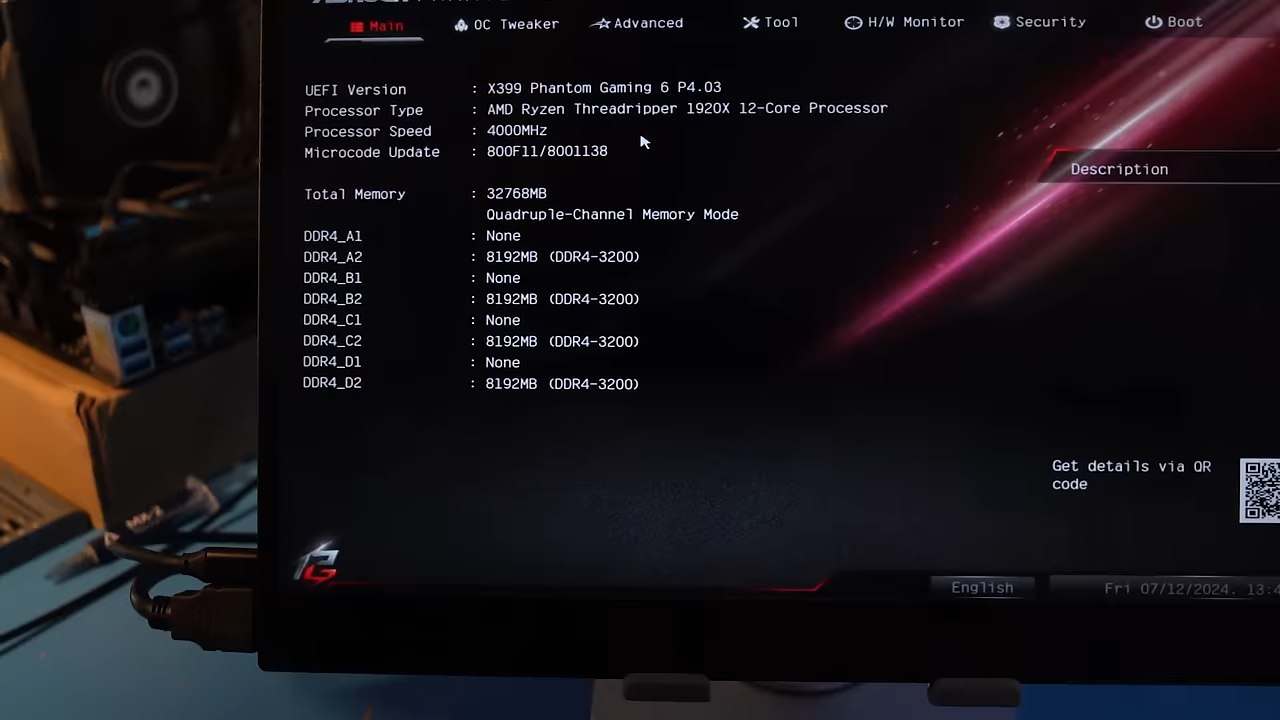 Main OC Tweaker Advanced Tool H/W Monitor Security Boot
UEFI Version : X399 Phantom Gaming 6 P4.03
Processor Type : AMD Ryzen Threadripper 1920X 12-Core Processor
Processor Speed : 4000MHz
Microcode Update : 800F11/8001138
Description
Total Memory : 32768MB
Quadruple-Channel Memory Mode
DDR4_A1 : None
DDR4_A2 : 8192MB (DDR4-3200)
DDR4_B1 : None
DDR4_B2 : 8192MB (DDR4-3200)
DDR4_C1 : None
DDR4_C2 : 8192MB (DDR4-3200)
DDR4_D1 : None
DDR4_D2 : 8192MB (DDR4-3200)
Get details via QR
code
English
Fri 07/12/2024. 13:4